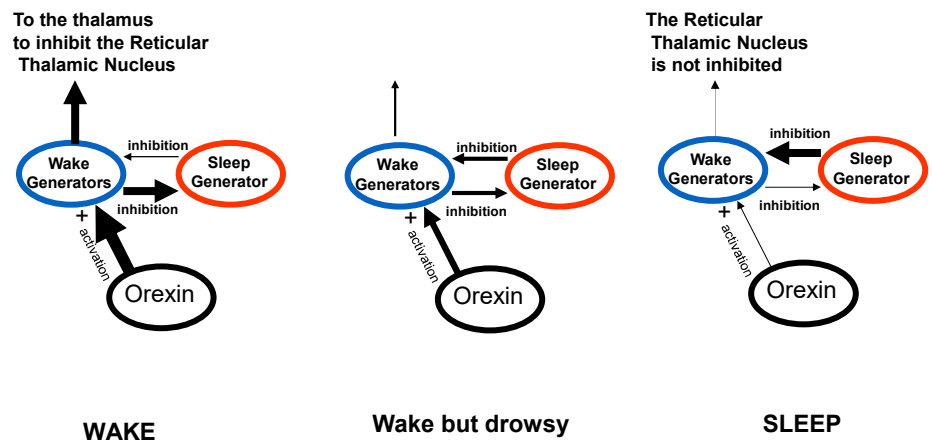 To the thalamus
to inhibit the Reticular
Thalamic Nucleus
inhibition
Wake
Generators
Sleep
Generator
inhibition
+
activation
Orexin
WAKE
inhibition
Wake
Generators
Sleep
Generator
inhibition
+
activation
Orexin
Wake but drowsy
The Reticular
Thalamic Nucleus
is not inhibited
inhibition
Wake
Generators
Sleep
Generator
inhibition
+
activation
Orexin
SLEEP